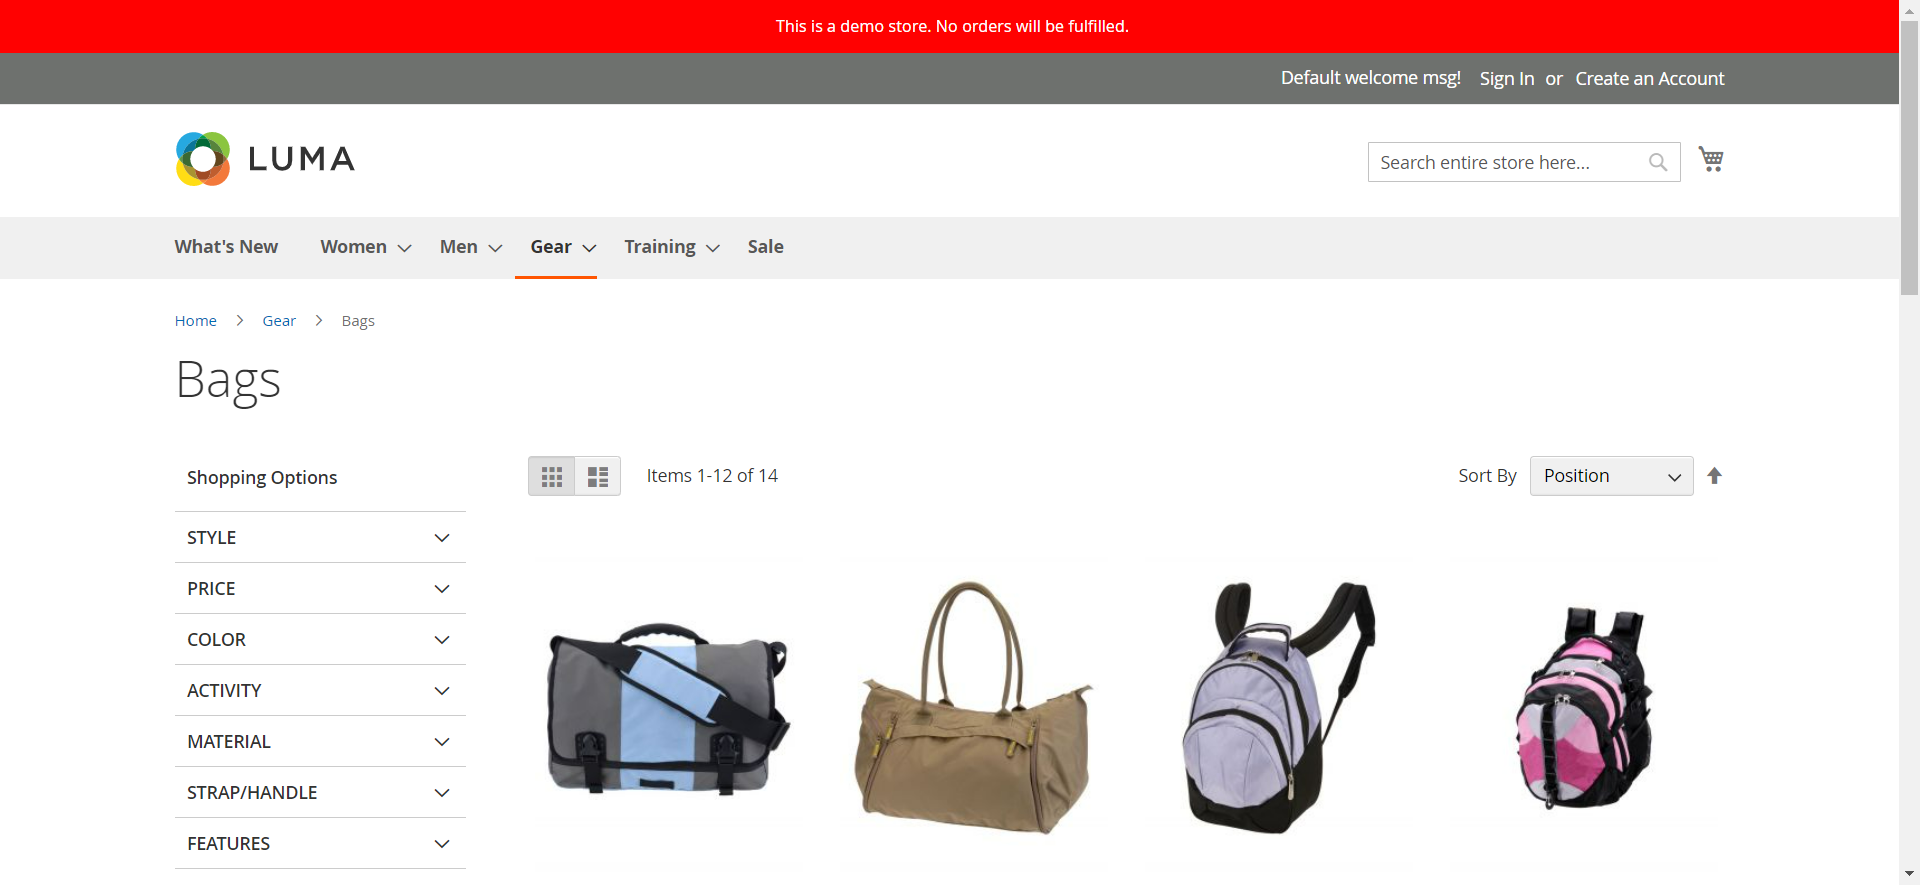 This is a demo store. No orders will be fulfilled.
Default welcome msg! Sign In or Create an Account
LUMA
Search entire store here...
What's New Women Men Gear Training Sale
Home Gear Bags
Bags
Shopping Options
Items 1-12 of 14
Sort By Position
STYLE
PRICE
COLOR
ACTIVITY
MATERIAL
STRAP/HANDLE
FEATURES